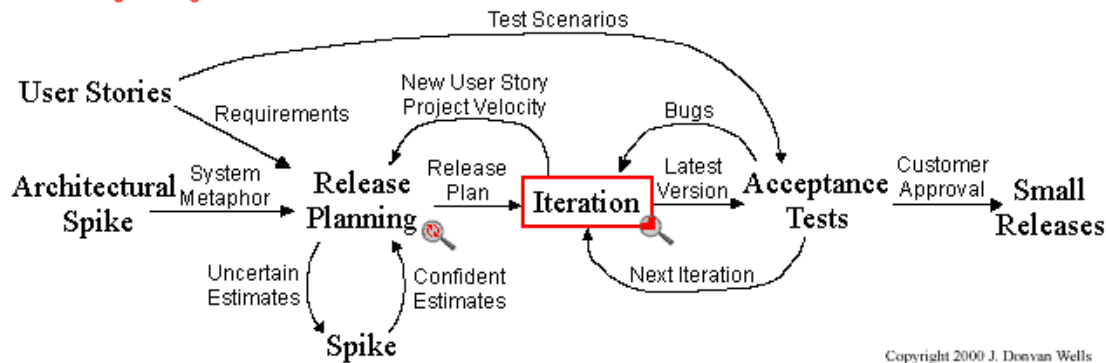 Test Scenarios
User Stories
New User Story
Project Velocity
Requirements
Bugs
Architectural
Spike
System
Metaphor
Release
Planning
Release
Plan
Iteration
Latest
Version
Acceptance
Tests
Customer
Approval
Small
Releases
Uncertain
Estimates
Confident
Estimates
Next Iteration
Spike
Copyright 2000 J. Donvan Wells